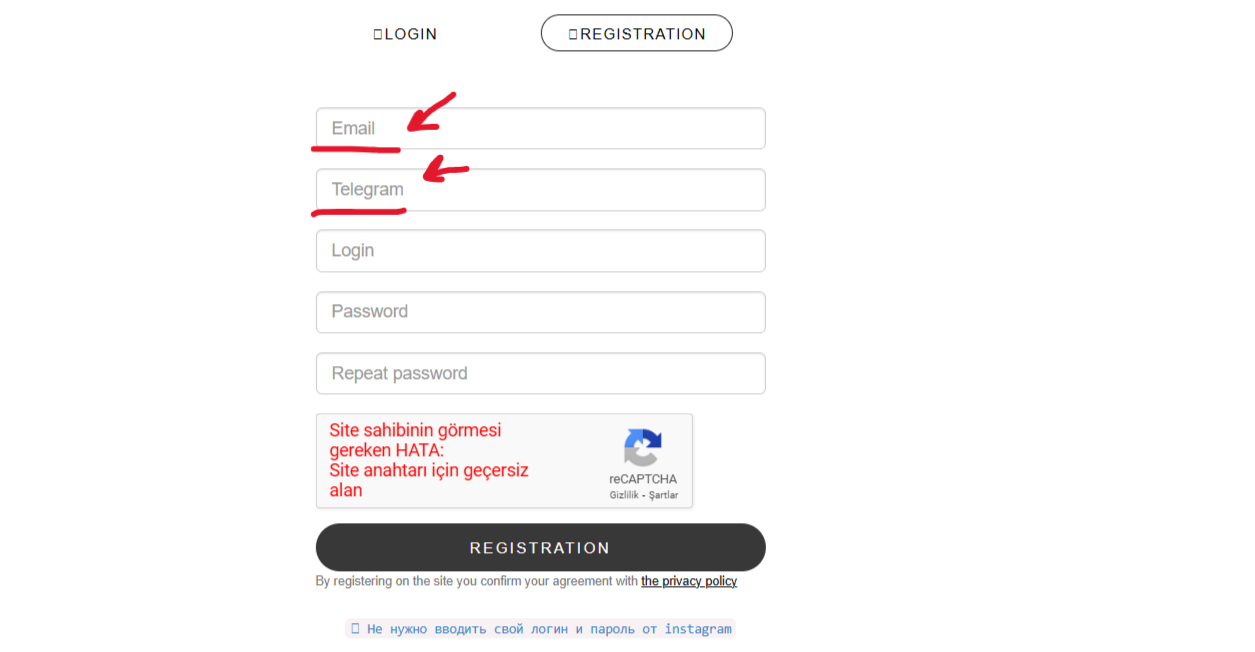 LOGIN
REGISTRATION
Email
Telegram
Login
Password
Repeat password
Site sahibinin görmesi
gereken HATA:
Site anahtarı için geçersiz
alan
reCAPTCHA
Gizlilik - Şartlar
REGISTRATION
By registering on the site you confirm your agreement with the privacy policy
Не нужно вводить свой логин и пароль от instagram